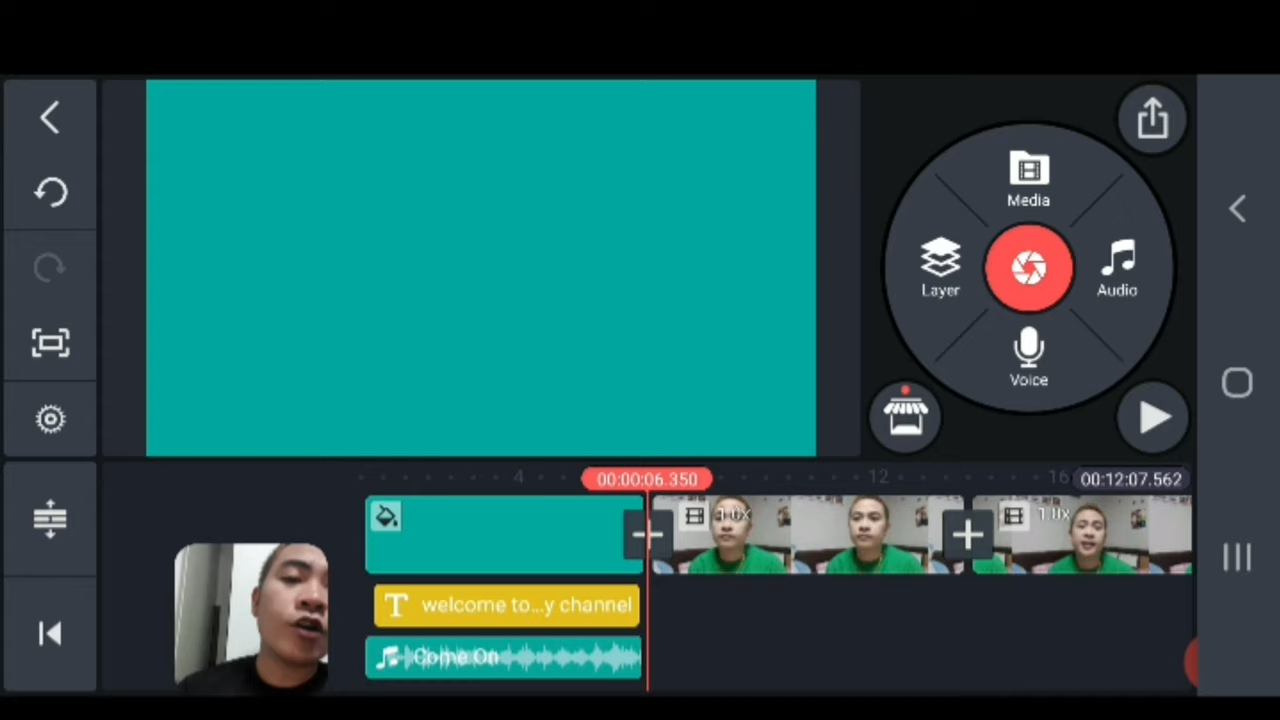 Media
Layer
Audio
Voice
4
00:00:06.350
12
16
00:12:07.562
1.0x
1.0x
welcome to...y channel
Come On